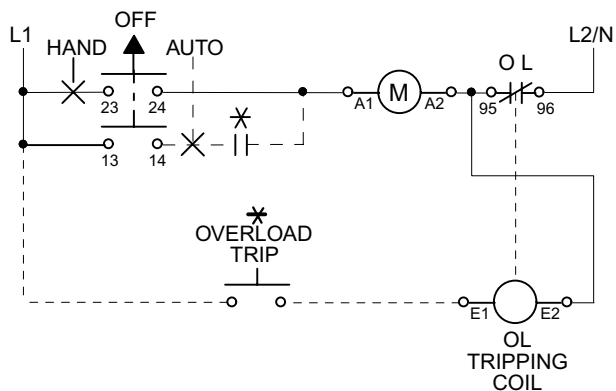 OFF
L1
HAND
AUTO
O L
L2/N
23
24
A1
M
A2
95
96
13
14
*
*
OVERLOAD
TRIP
E1
E2
OL
TRIPPING
COIL